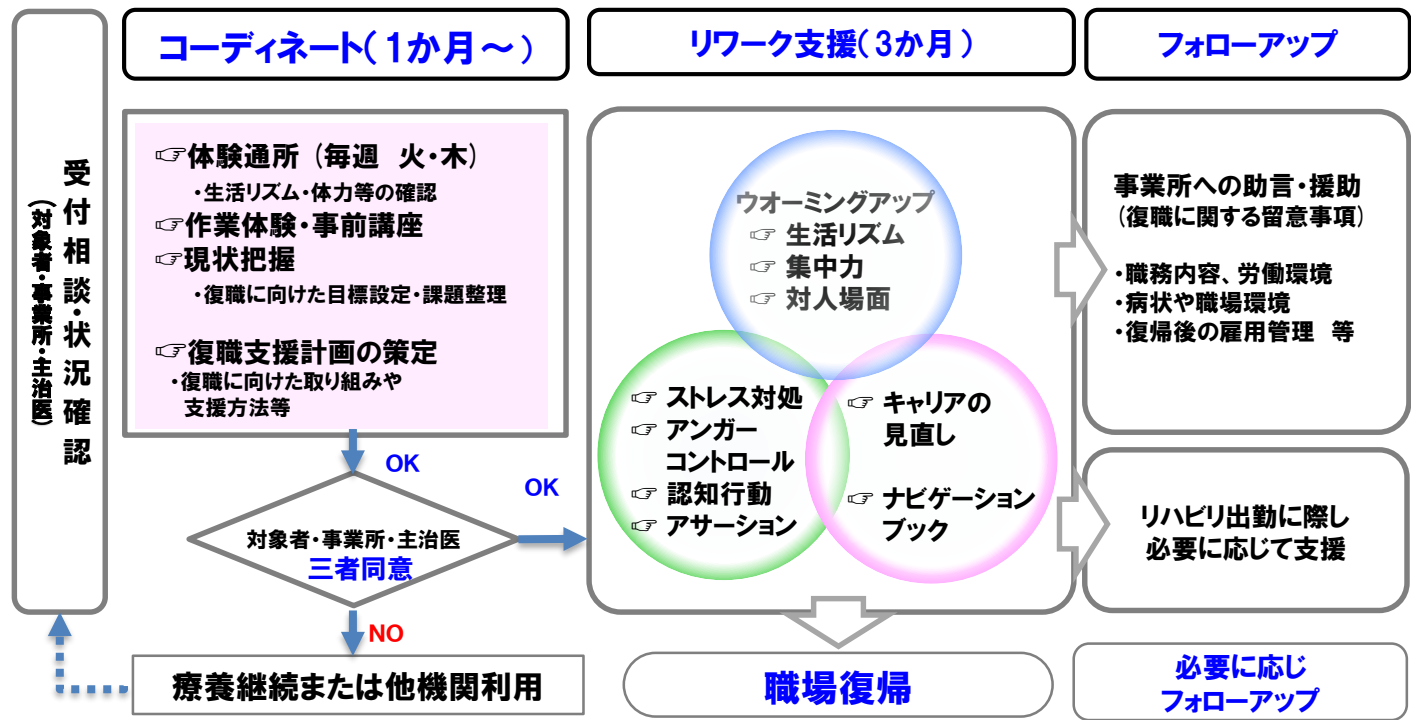 受付相談・状況確認
(対象者・事業所・主治医)
コーディネート(1か月～)
☞体験通所(毎週 火・木)
・生活リズム・体力等の確認
☞作業体験・事前講座
☞現状把握
・復職に向けた目標設定・課題整理
☞復職支援計画の策定
・復職に向けた取り組みや
支援方法等
OK
OK
対象者・事業所・主治医
三者同意
NO
療養継続または他機関利用
リワーク支援(3か月)
ウオーミングアップ
☞ 生活リズム
☞ 集中力
☞ 対人場面
☞ ストレス対処
☞ アンガー
コントロール
☞ 認知行動
☞ アサーション
☞ キャリアの
見直し
☞ ナビゲーション
ブック
職場復帰
フォローアップ
事業所への助言・援助
(復職に関する留意事項)
・職務内容、労働環境
・病状や職場環境
・復帰後の雇用管理 等
リハビリ出勤に際し
必要に応じて支援
必要に応じ
フォローアップ